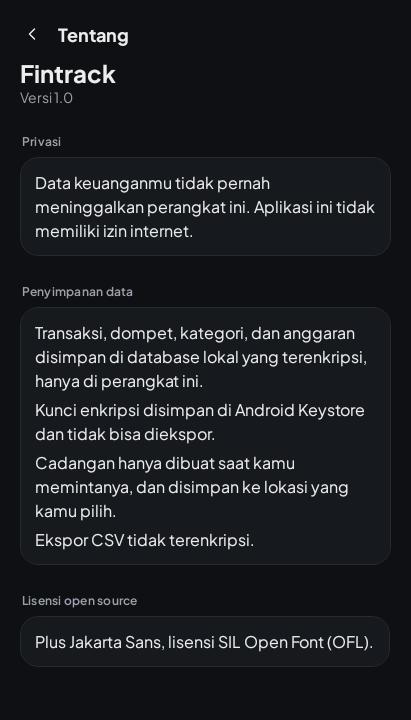 Tentang
Fintrack
Versi 1.0
Privasi
Data keuanganmu tidak pernah
meninggalkan perangkat ini. Aplikasi ini tidak
memiliki izin internet.
Penyimpanan data
Transaksi, dompet, kategori, dan anggaran
disimpan di database lokal yang terenkripsi,
hanya di perangkat ini.
Kunci enkripsi disimpan di Android Keystore
dan tidak bisa diekspor.
Cadangan hanya dibuat saat kamu
memintanya, dan disimpan ke lokasi yang
kamu pilih.
Ekspor CSV tidak terenkripsi.
Lisensi open source
Plus Jakarta Sans, lisensi SIL Open Font (OFL).